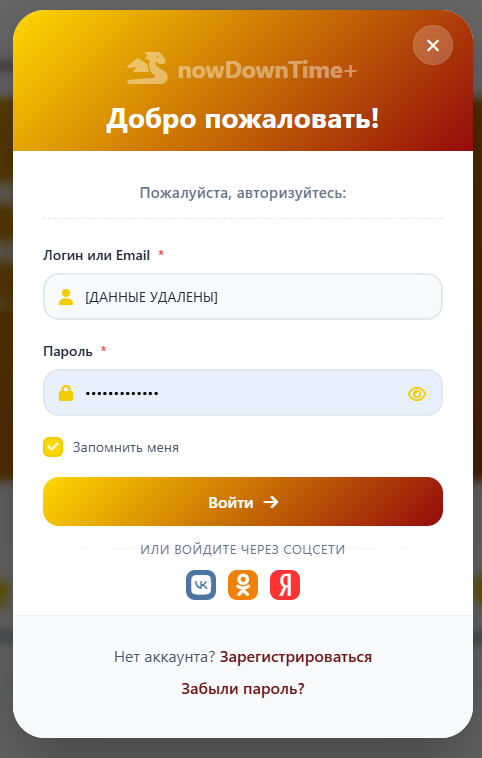 nowDownTime+
Добро пожаловать!
Пожалуйста, авторизуйтесь:
Логин или Email *
[ДАННЫЕ УДАЛЕНЫ]
Пароль *
•••••••••••••
Запомнить меня
Войти →
ИЛИ ВОЙДИТЕ ЧЕРЕЗ СОЦСЕТИ
Нет аккаунта? Зарегистрироваться
Забыли пароль?